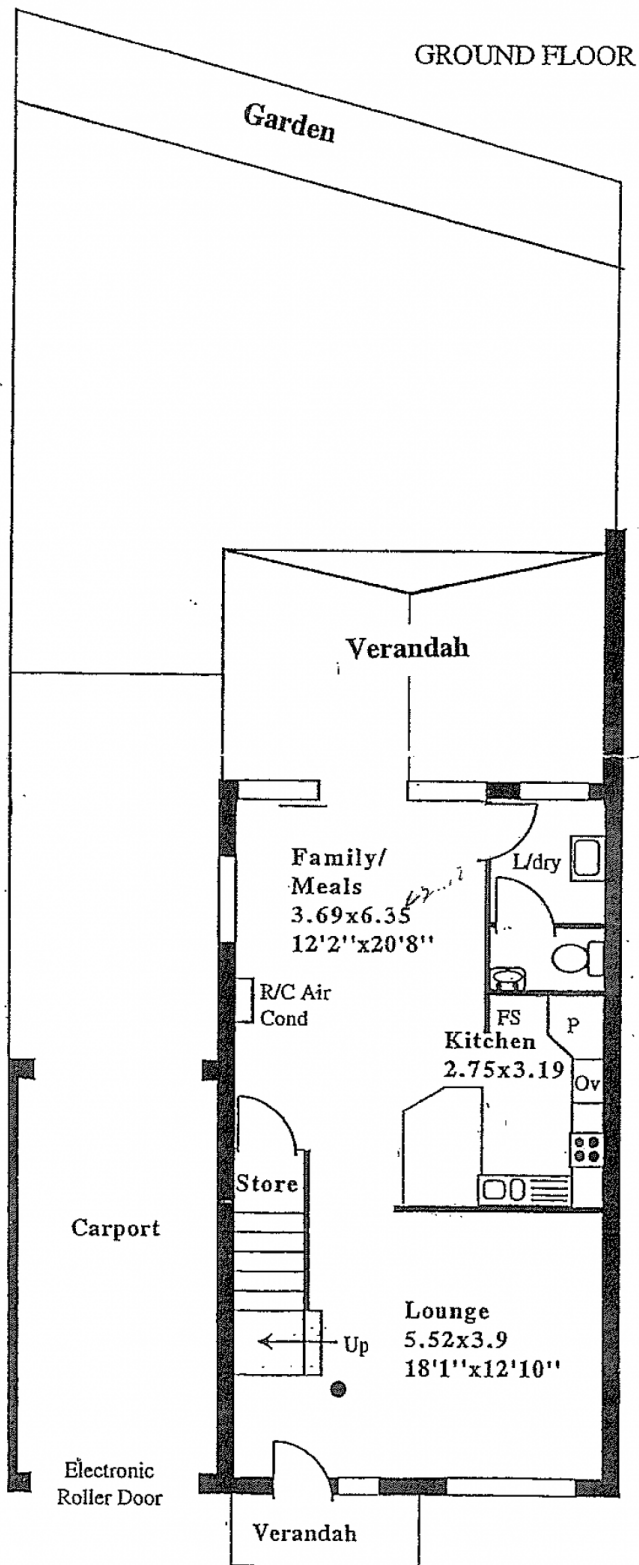 GROUND FLOOR
Garden
Verandah
Family/
Meals
3.69x6.35
12'2"x20'8"
L/dry
R/C Air
Cond
FS
P
Kitchen
2.75x3.19
Ov
Store
Carport
Lounge
5.52x3.9
18'1"x12'10"
Up
Electronic
Roller Door
Verandah